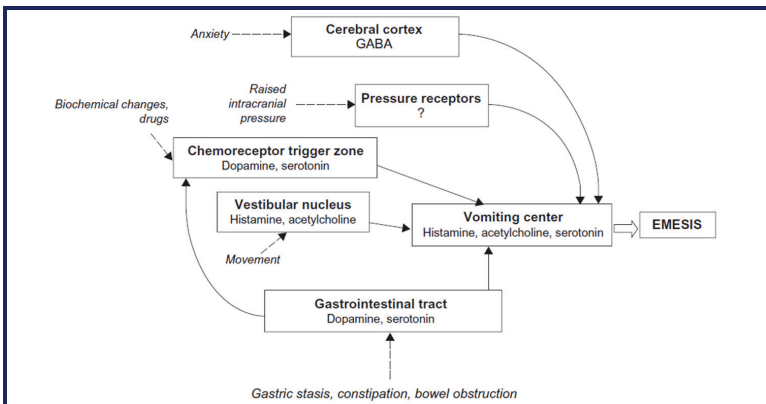 Anxiety
Cerebral cortex
GABA
Raised
intracranial
pressure
Pressure receptors
?
Biochemical changes,
drugs
Chemoreceptor trigger zone
Dopamine, serotonin
Vestibular nucleus
Histamine, acetylcholine
Movement
Vomiting center
Histamine, acetylcholine, serotonin
EMESIS
Gastrointestinal tract
Dopamine, serotonin
Gastric stasis, constipation, bowel obstruction